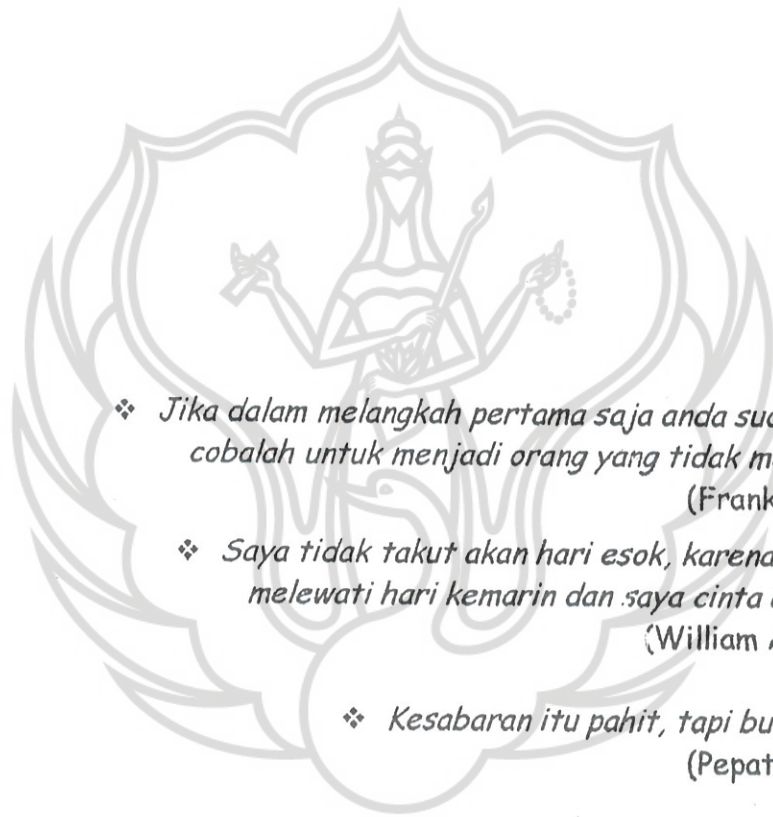 ❖ Jika dalam melangkah pertama saja anda
cobalah untuk menjadi orang yang tidak
(Frank
❖ Saya tidak takut akan hari esok, karena
melewati hari kemarin dan saya cinta
(William
❖ Kesabaran itu pahit, tapi